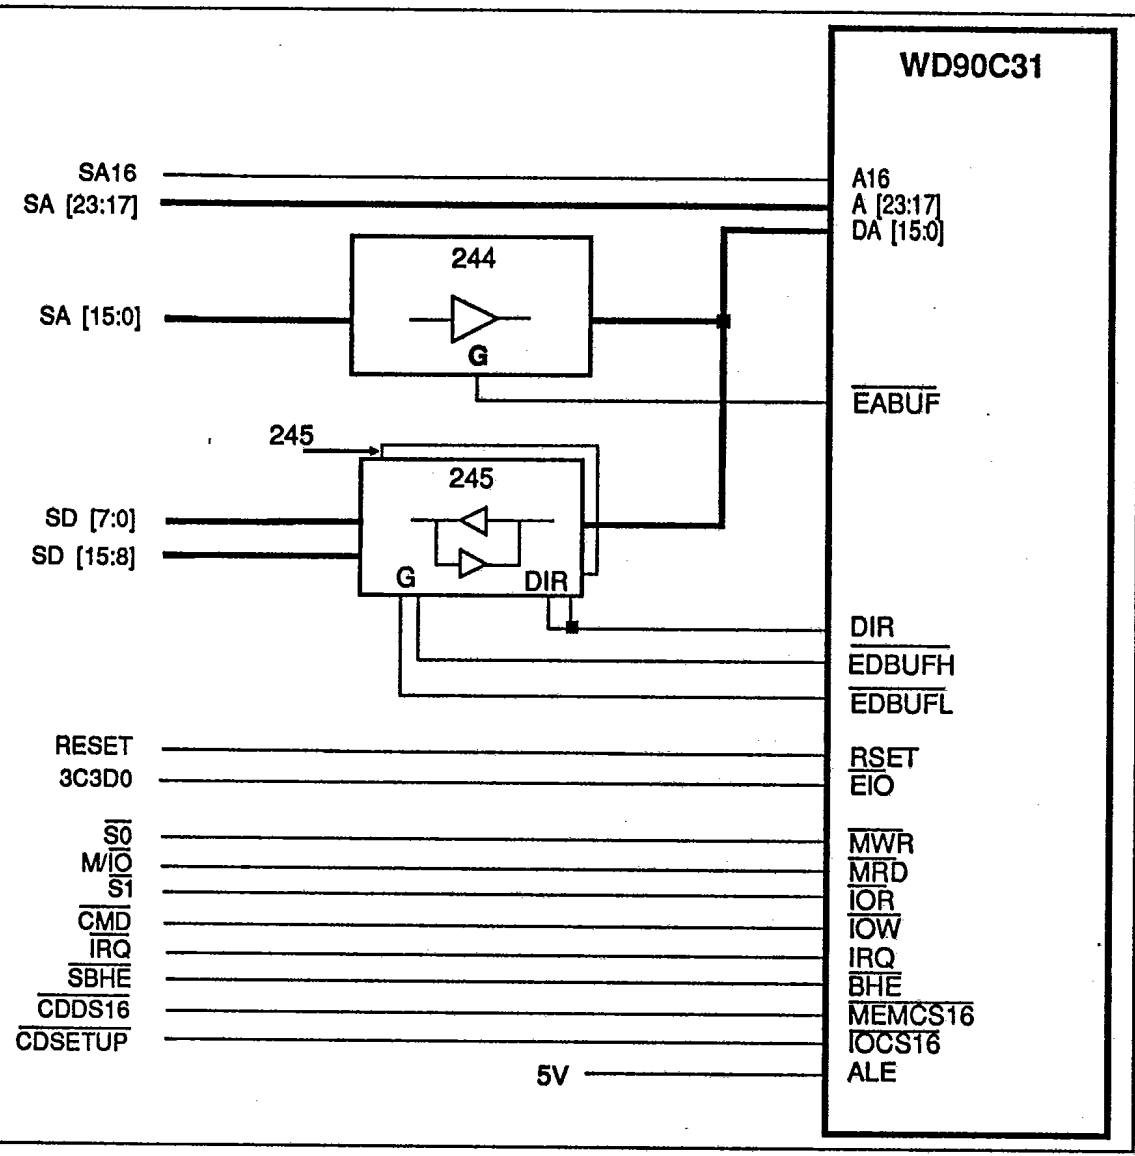 WD90C31
SA16
A16
SA [23:17]
A [23:17]
DA [15:0]
244
SA [15:0]
G
EABUF
245
245
SD [7:0]
SD [15:8]
G
DIR
DIR
EDBUFH
EDBUFL
RESET
RSET
3C3D0
EIO
S0
MWR
M/IO
MRD
S1
IOR
CMD
IOW
IRQ
IRQ
SBHE
BHE
CDDS16
MEMCS16
CDSETUP
IOCS16
5V
ALE